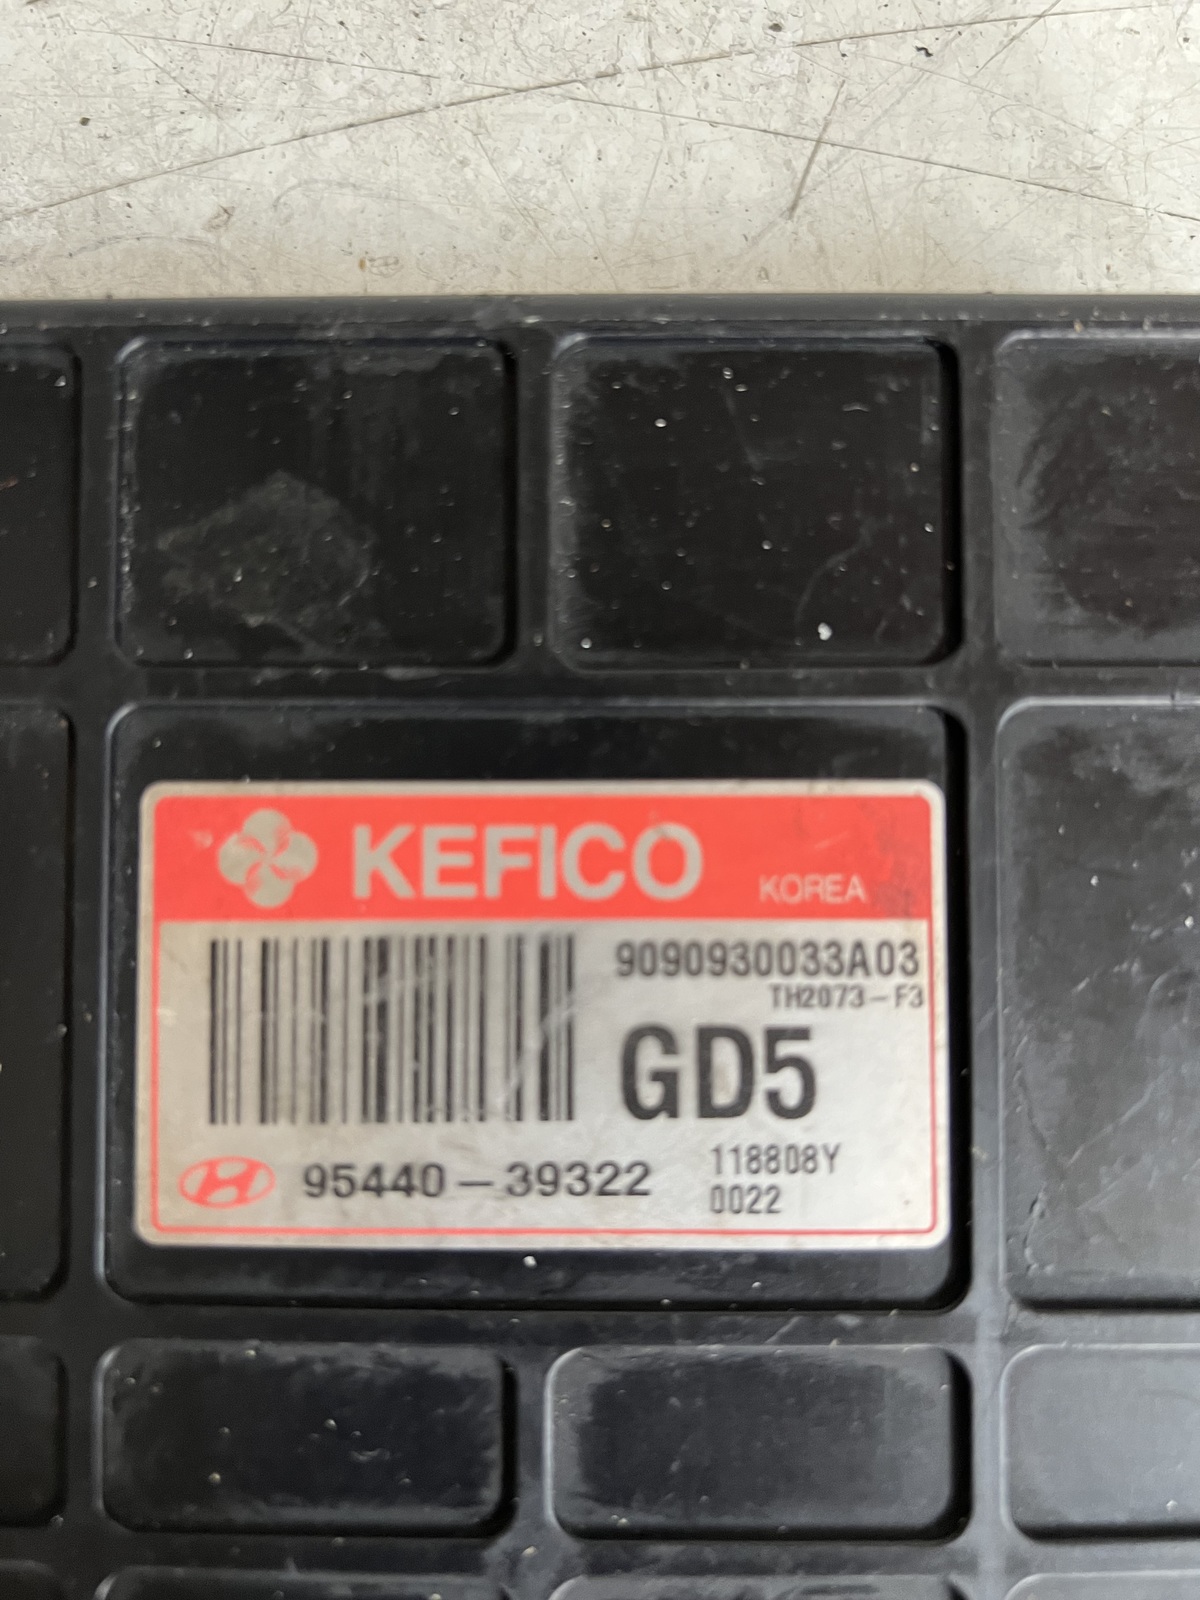 KEFICO KOREA
9090930033A03
TH2073-F3
GD5
95440-39322
118808Y
0022